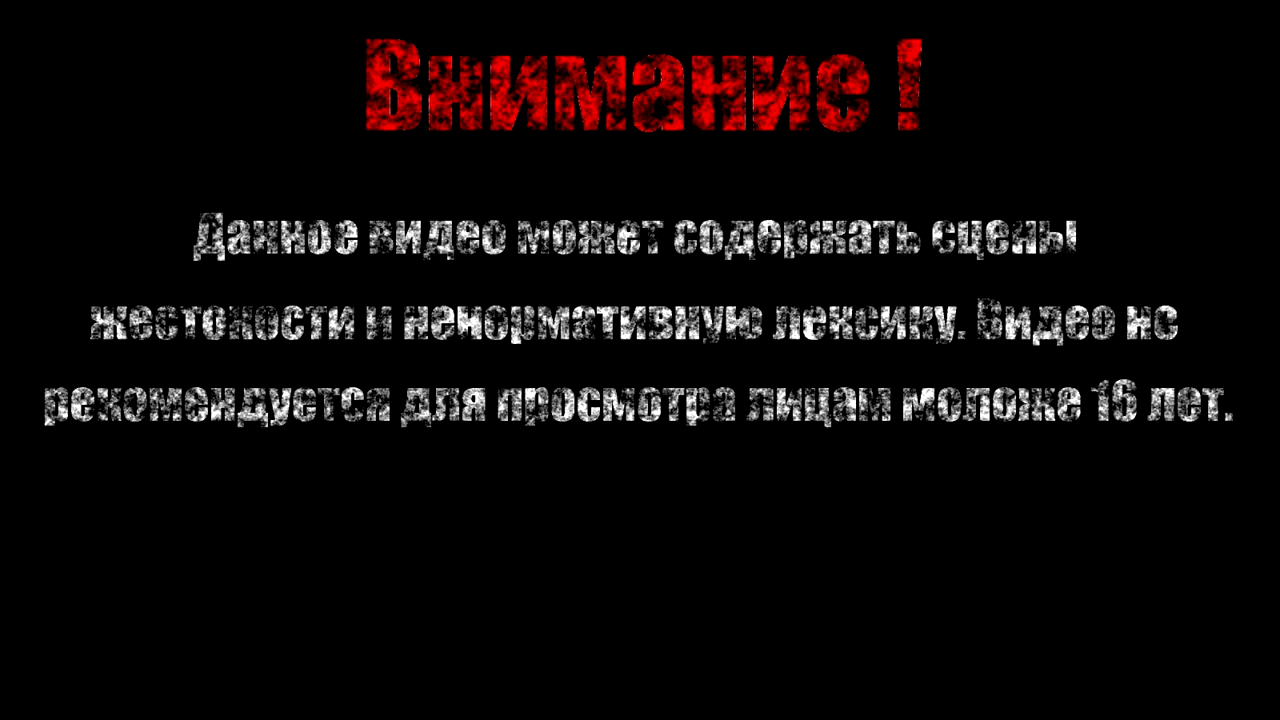 Внимание !
Данное видео может содержать сцены
жестокости и ненормативную лексику. Видео не
рекомендуется для просмотра лицам моложе 16 лет.